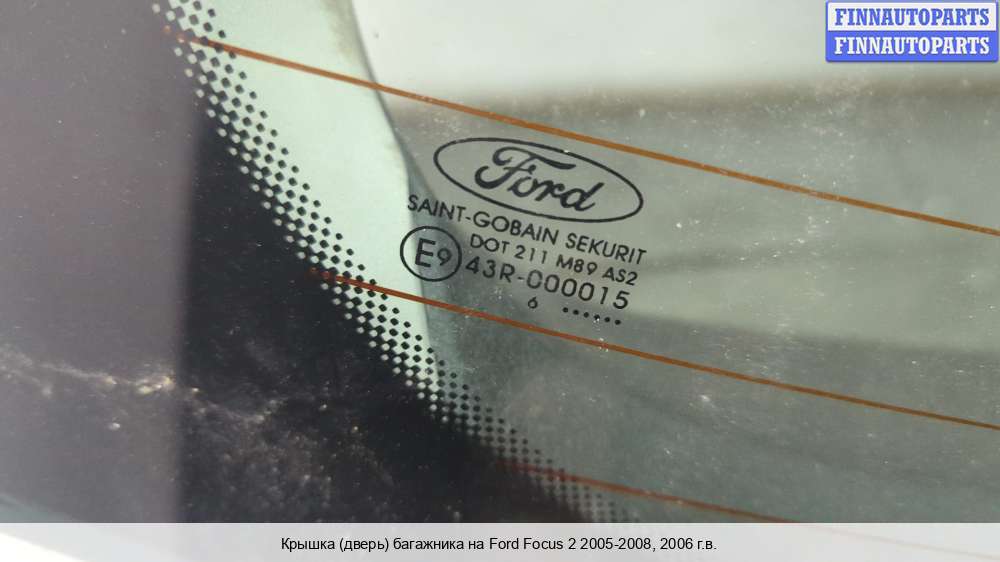 FINNAUTOPARTS
FINNAUTOPARTS
Ford
SAINT-GOBAIN SEKURIT
DOT 211 M89 AS2
E9 43R-000015
6 ......
Крышка (дверь) багажника на Ford Focus 2 2005-2008, 2006 г.в.